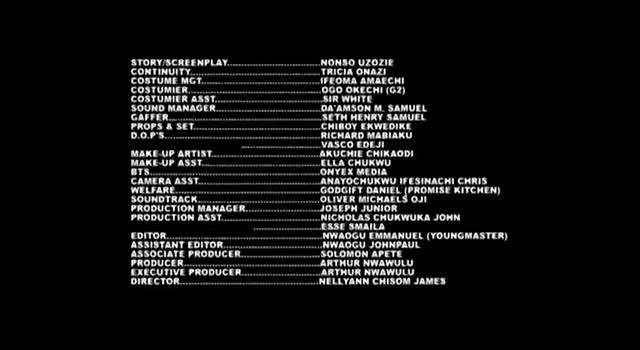 STORY/SCREENPLAY..........................NONSO UZOZIE
CONTINUITY..........................TRICIA ONAZI
COSTUME MGT..........................IFEOMA AMAECHI
COSTUMIER..........................OGO OKECHI (G2)
COSTUMIER ASST..........................SIR WHITE
SOUND MANAGER..........................DA'AMSON M. SAMUEL
GAFFER..........................SETH HENRY SAMUEL
PROPS & SET..........................CHIBOY EKWEDIKE
D.O.P'S..........................RICHARD MABIAKU
..........................VASCO EDEJI
MAKE-UP ARTIST..........................AKUCHIE CHIKAODI
MAKE-UP ASST..........................ELLA CHUKWU
BTS..........................ONYEX MEDIA
CAMERA ASST..........................ANAYOCHUKWU IFESINACHI CHRIS
WELFARE..........................GODGIFT DANIEL (PROMISE KITCHEN)
SOUNDTRACK..........................OLIVER MICHAELS OJI
PRODUCTION MANAGER..........................JOSEPH JUNIOR
PRODUCTION ASST..........................NICHOLAS CHUKWUKA JOHN
..........................ESSE SMAILA
EDITOR..........................NWAOGU EMMANUEL (YOUNGMASTER)
ASSISTANT EDITOR..........................NWAOGU JOHNPAUL
ASSOCIATE PRODUCER..........................SOLOMON APETE
PRODUCER..........................ARTHUR NWAWULU
EXECUTIVE PRODUCER..........................ARTHUR NWAWULU
DIRECTOR..........................NELLYANN CHISOM JAMES